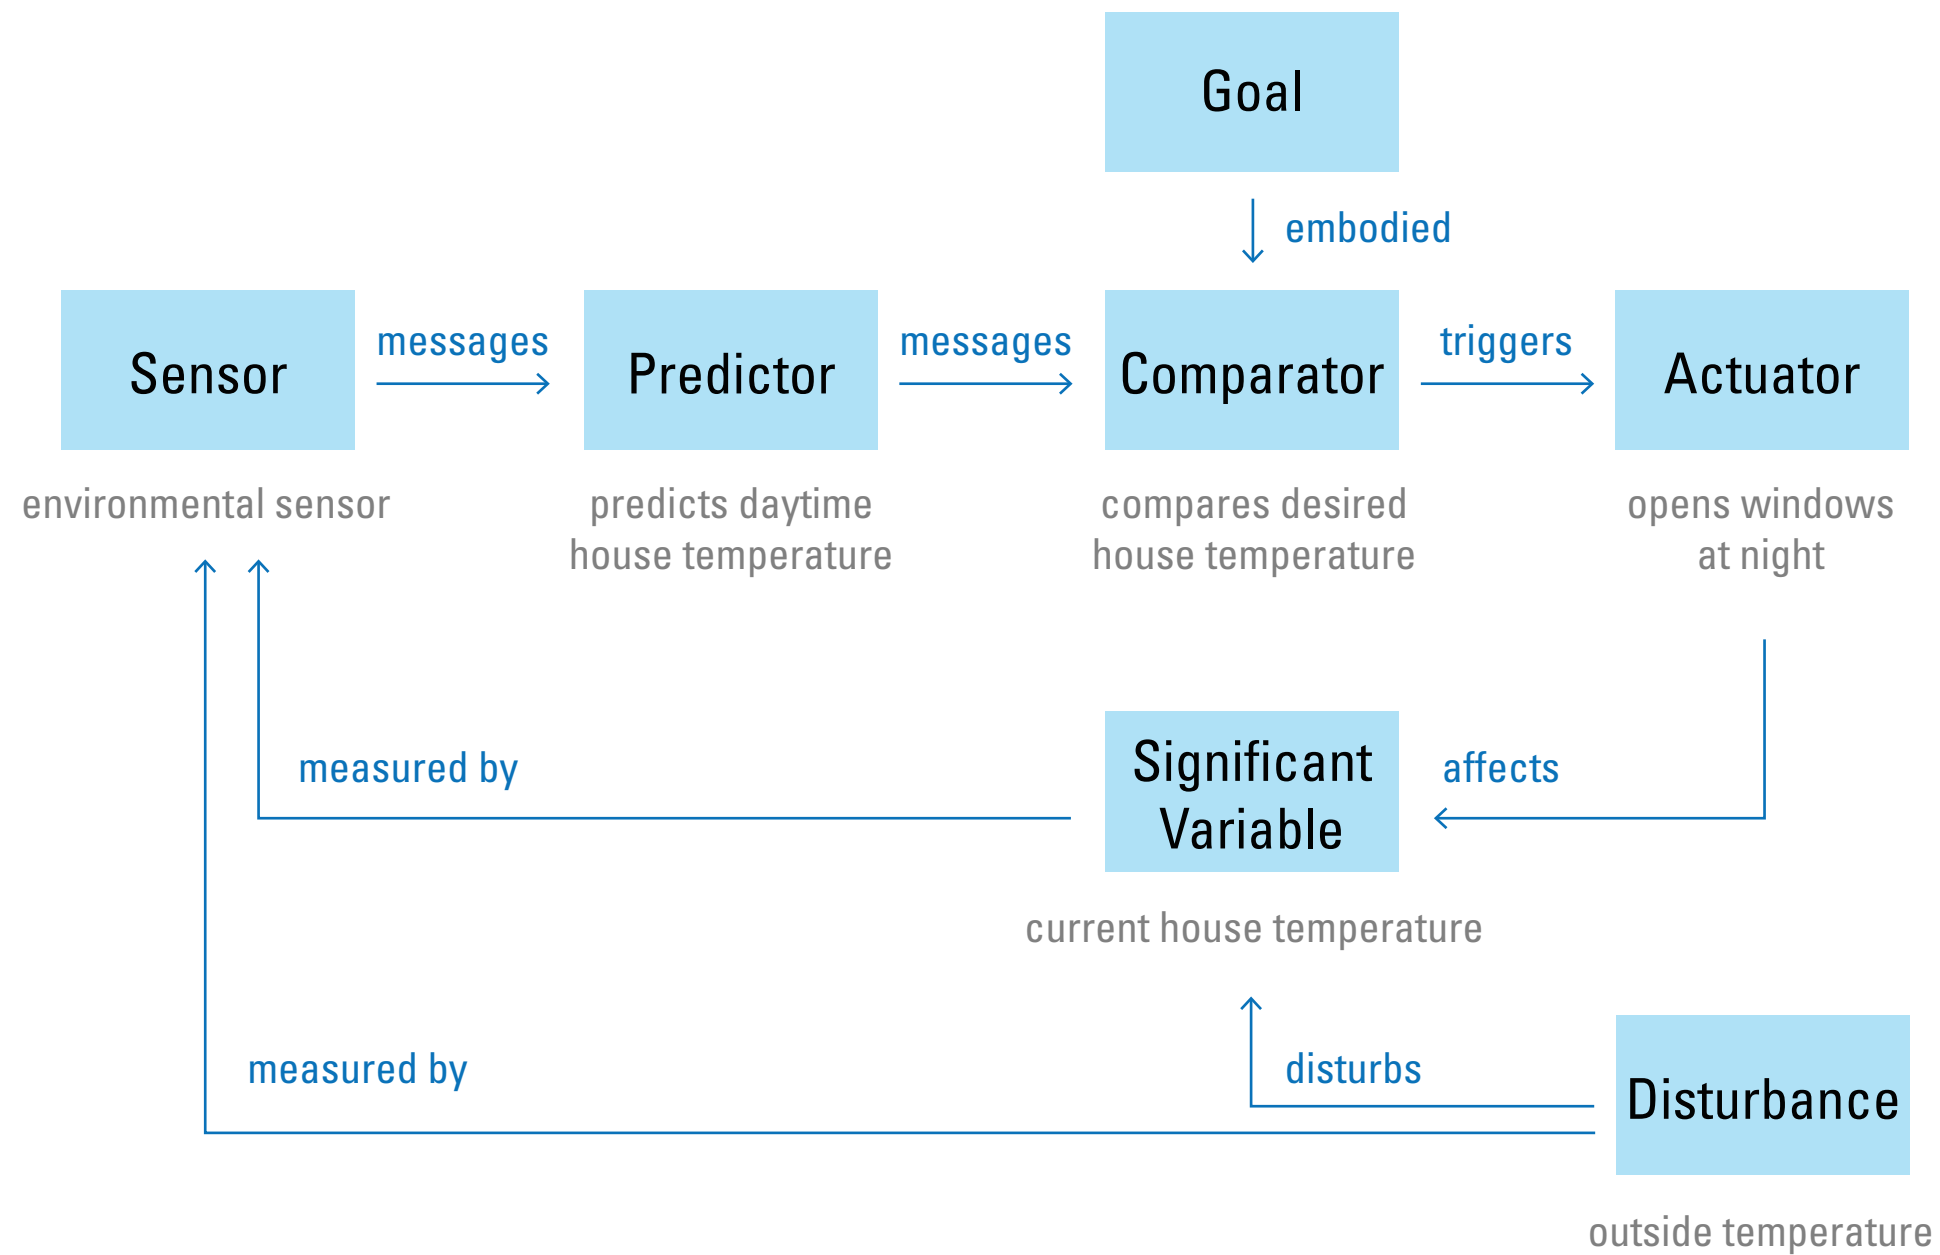 Goal
embodied
Sensor
messages
Predictor
messages
Comparator
triggers
Actuator
environmental sensor
predicts daytime
house temperature
compares desired
house temperature
opens windows
at night
measured by
Significant
Variable
affects
current house temperature
measured by
disturbs
Disturbance
outside temperature